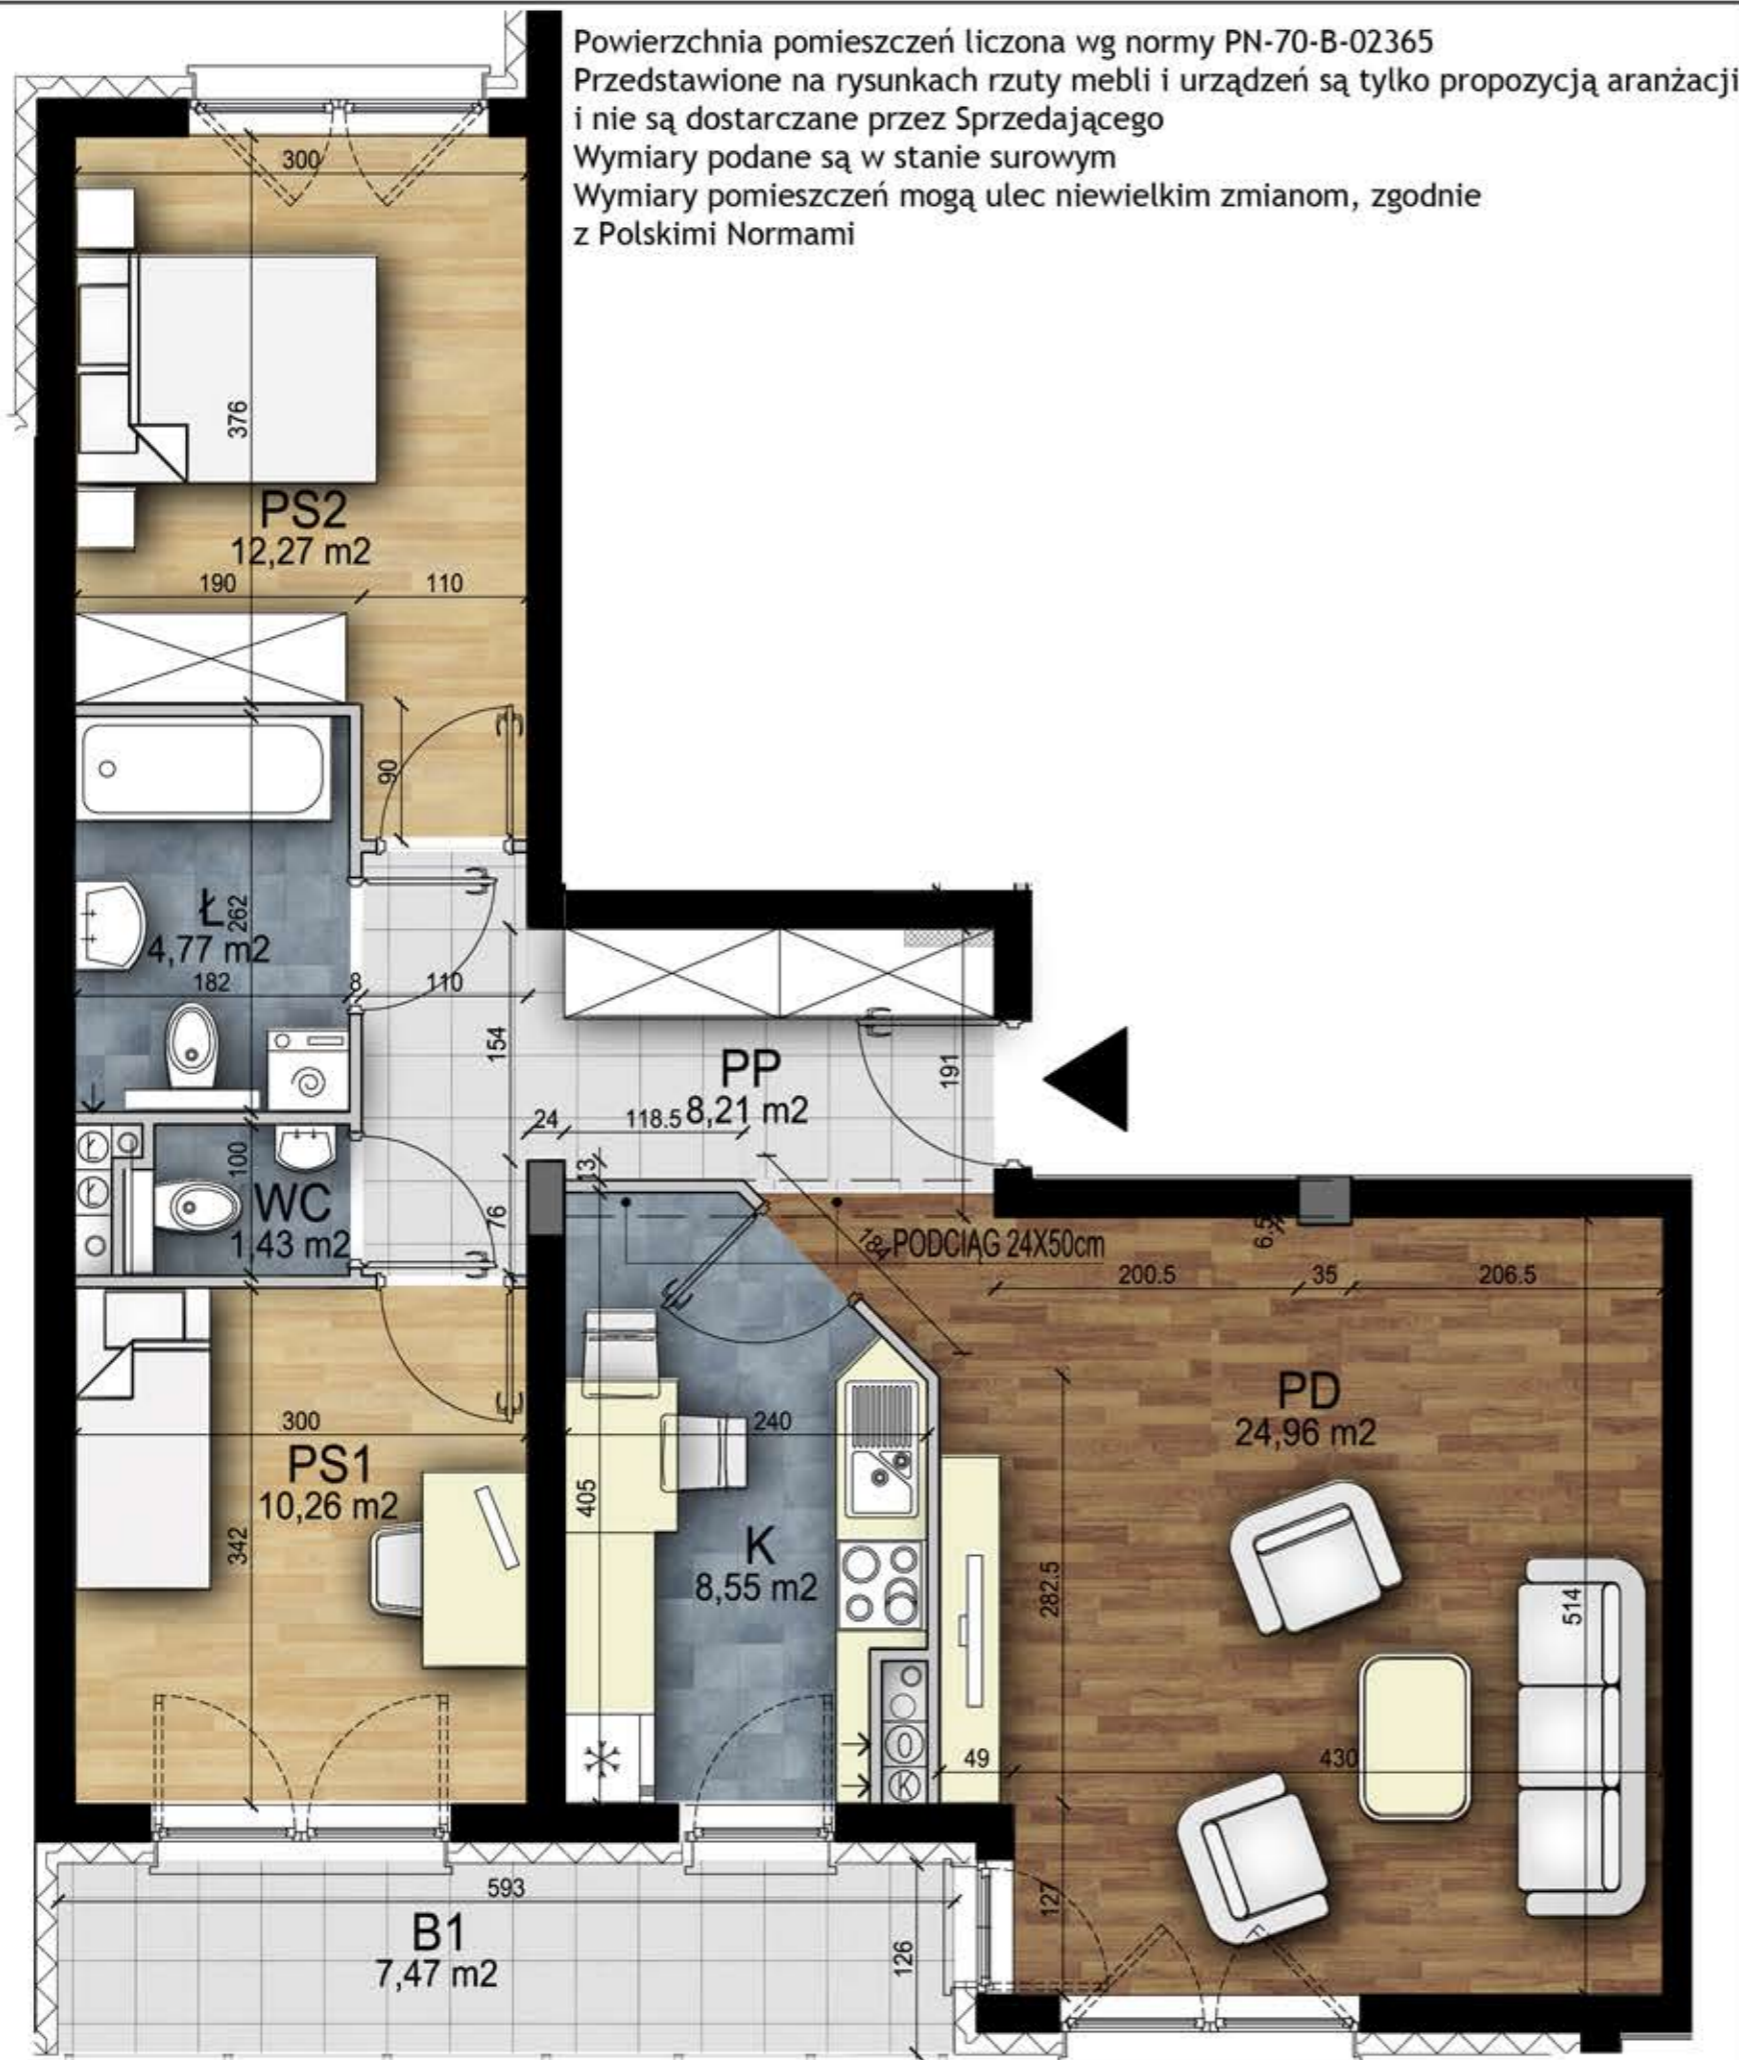 Powierzchnia pomieszczeń liczona wg normy PN-70-B-02365
Przedstawione na rysunkach rzuty mebli i urządzeń są tylko propozycją aranżacji
i nie są dostarczane przez Sprzedającego
Wymiary podane są w stanie surowym
Wymiary pomieszczeń mogą ulec niewielkim zmianom, zgodnie
z Polskimi Normami
300
376
PS2
12,27 m2
190
110
90
Ł
262
4,77 m2
182
8
110
154
PP
8,21 m2
191
24
118.5
13
100
WC
1,43 m2
76
184
PODCIĄG 24X50cm
6.5
200.5
35
206.5
300
PS1
10,26 m2
342
240
405
K
8,55 m2
PD
24,96 m2
282.5
514
O
K
49
430
127
593
B1
7,47 m2
126